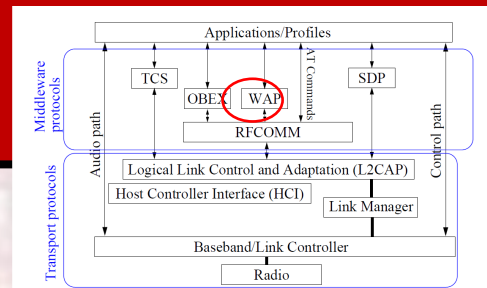 Applications/Profiles
Middleware
protocols
Audio path
TCS
OBEX
WAP
AT Commands
SDP
Control path
RFCOMM
Transport protocols
Logical Link Control and Adaptation (L2CAP)
Host Controller Interface (HCI)
Link Manager
Baseband/Link Controller
Radio